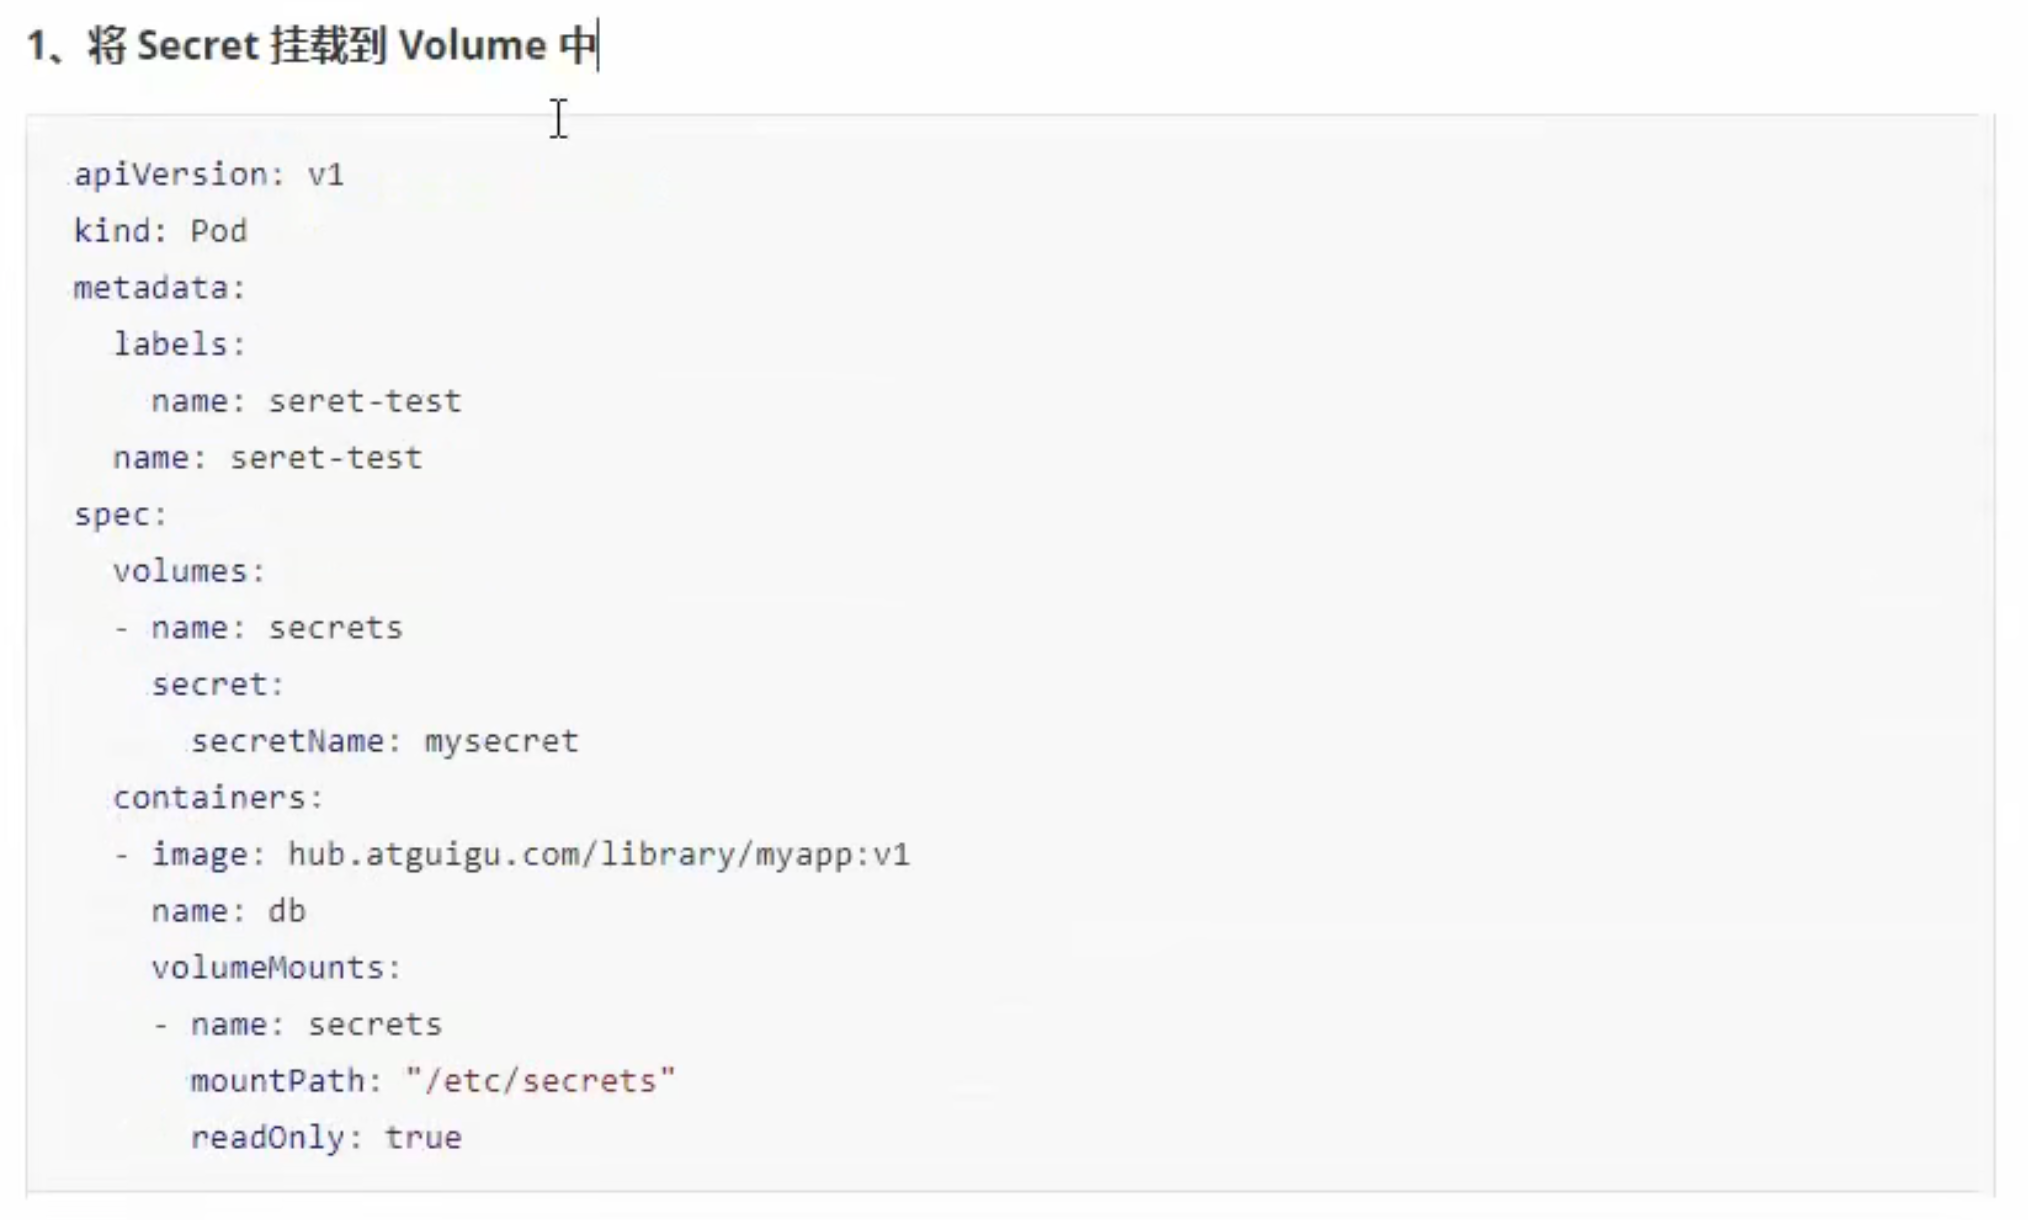 1、将 Secret 挂载到 Volume 中
apiVersion: v1
kind: Pod
metadata:
  labels:
    name: seret-test
  name: seret-test
spec:
  volumes:
  - name: secrets
    secret:
      secretName: mysecret
  containers:
  - image: hub.atguigu.com/library/myapp:v1
    name: db
    volumeMounts:
    - name: secrets
      mountPath: "/etc/secrets"
      readOnly: true